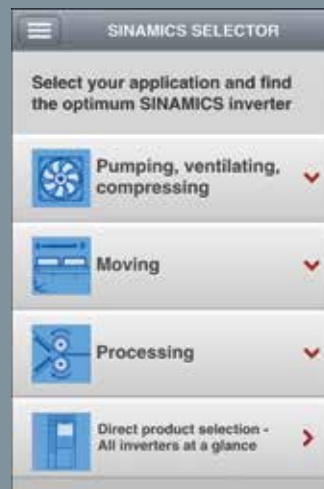 SINAMICS SELECTOR
Select your application and find
the optimum SINAMICS inverter
Pumping, ventilating,
compressing
Moving
Processing
Direct product selection -
All inverters at a glance